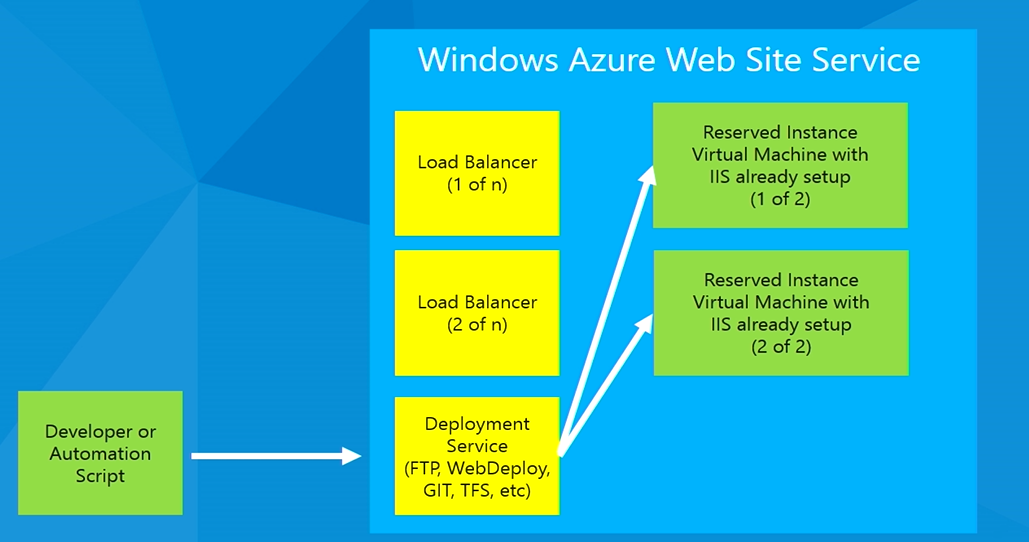 Windows Azure Web Site Service
Load Balancer
(1 of n)
Reserved Instance
Virtual Machine with
IIS already setup
(1 of 2)
Load Balancer
(2 of n)
Reserved Instance
Virtual Machine with
IIS already setup
(2 of 2)
Developer or
Automation
Script
Deployment
Service
(FTP, WebDeploy,
GIT, TFS, etc)